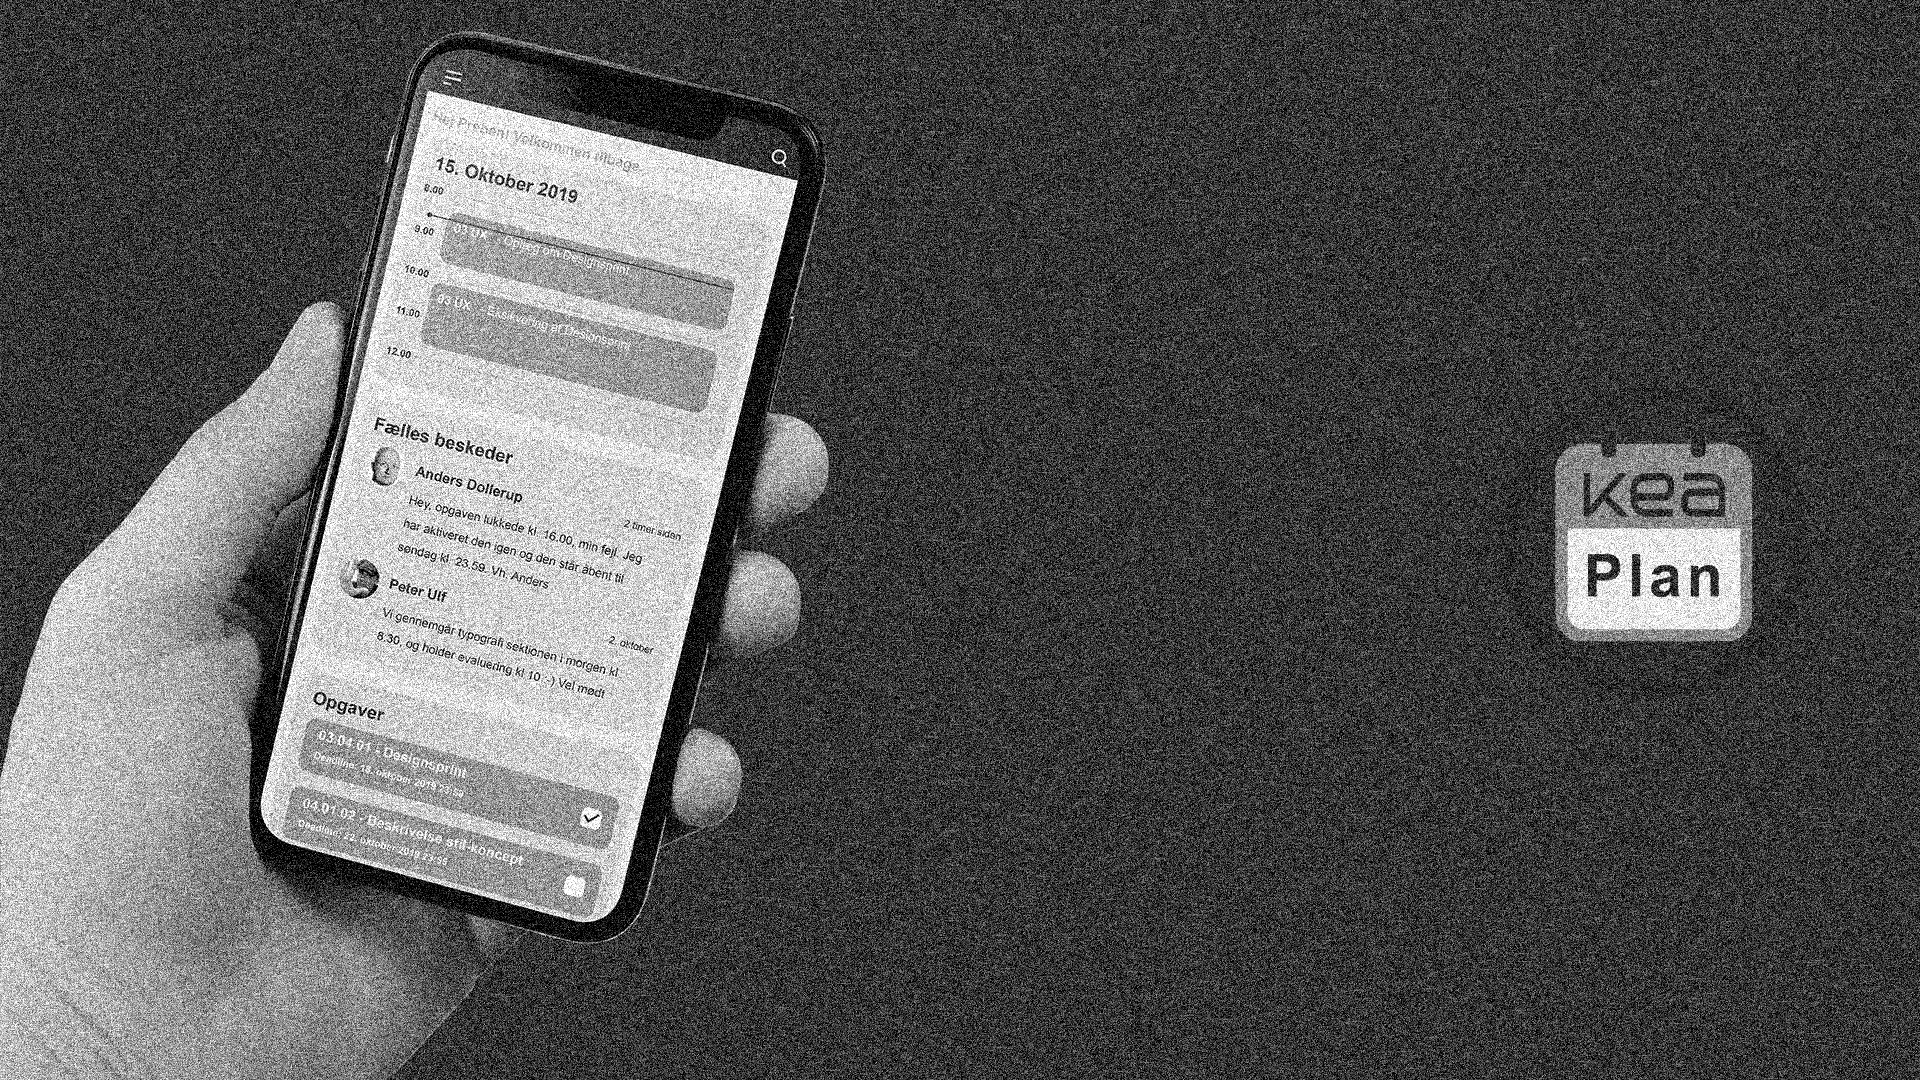 Hej Preben! Velkommen tilbage.
15. Oktober 2019
8.00
9.00
UX - Oplæg om Designsprint
10.00
03 UX - Eksikvering af Designsprint
11.00
12.00
Fælles beskeder
Anders Dollerup
2 timer siden
Hey, opgaven lukkede kl. 16.00, min fejl. Jeg
har aktiveret den igen og den står åbent til
søndag kl. 23.59. Vh. Anders
Peter Ulf
2. oktober
Vi gennemgår typografi sektionen i morgen kl
8.30, og holder evaluering kl 10 :-) Vel mødt
Opgaver
03.04.01 : Designsprint
Deadline: 18. oktober 2019 23:59
04.01.02 : Beskrivelse stil-koncept
Deadline: 22. oktober 2019 23:59
kea
Plan